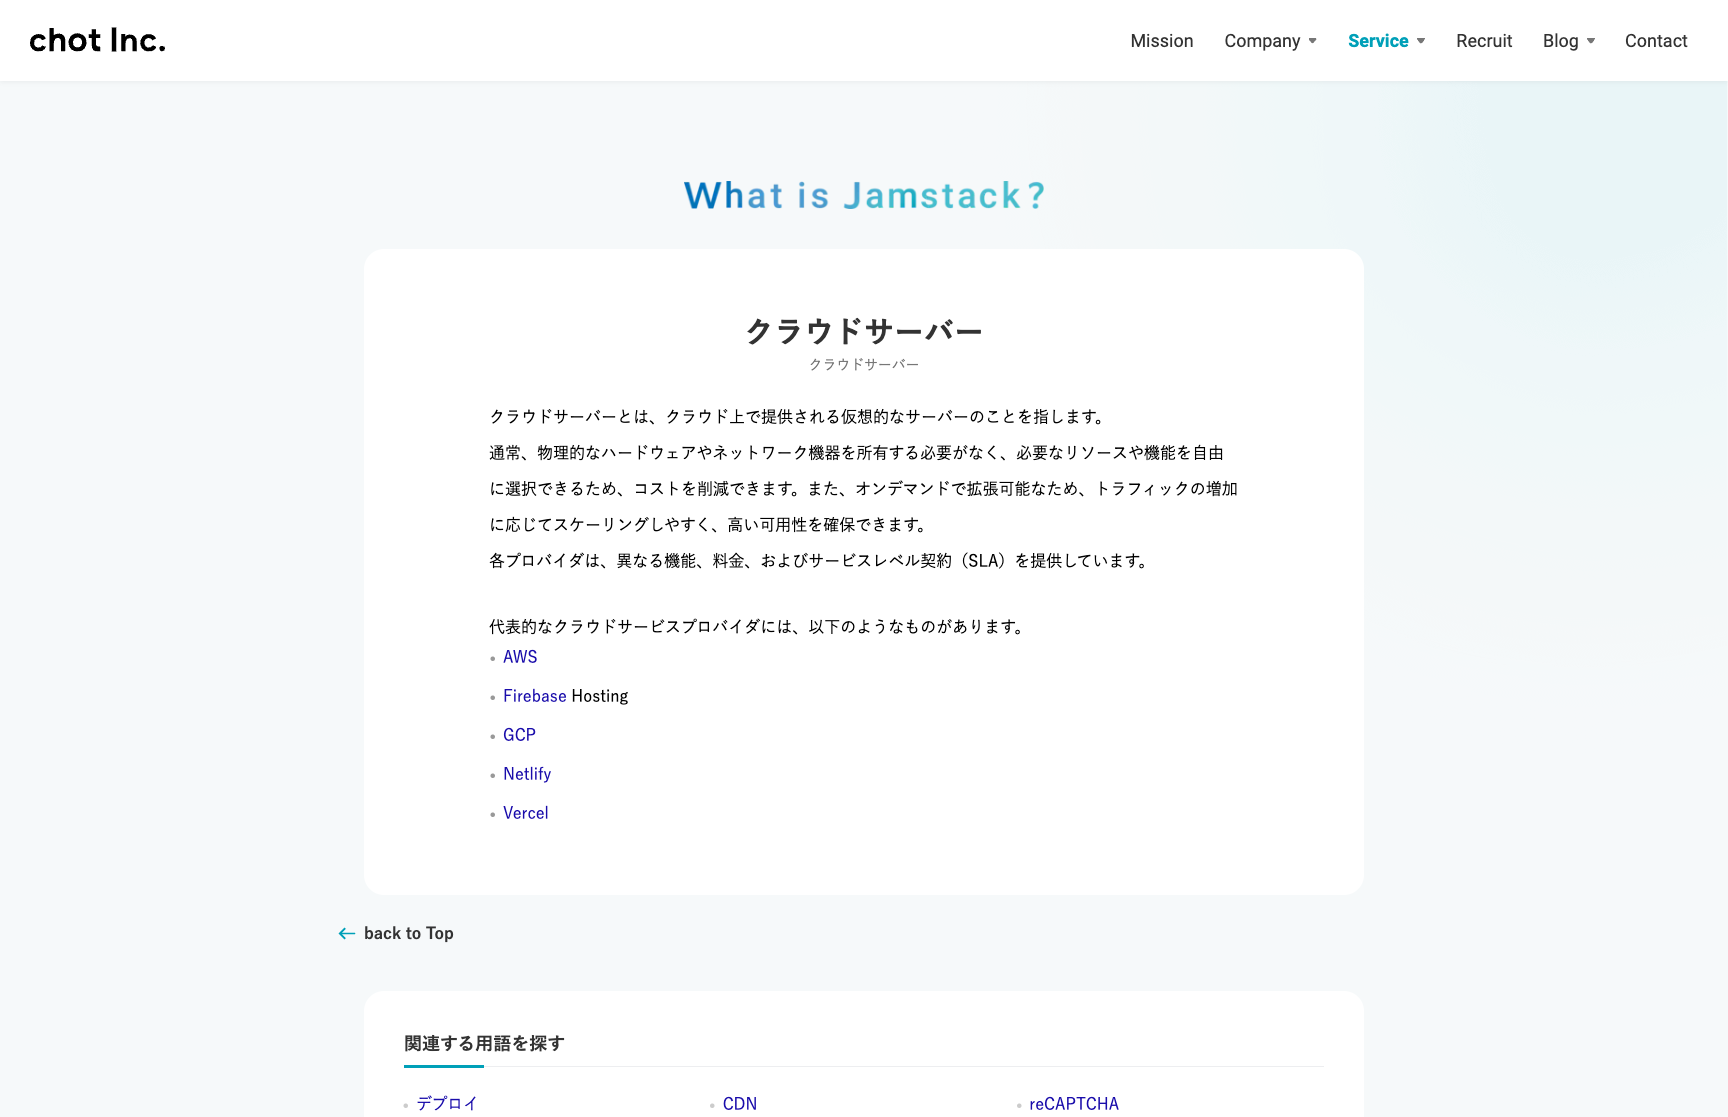 chot Inc.
Mission Company Service Recruit Blog Contact
What is Jamstack?
クラウドサーバー
クラウドサーバー
クラウドサーバーとは、クラウド上で提供される仮想的なサーバーのことを指します。
通常、物理的なハードウェアやネットワーク機器を所有する必要がなく、必要なリソースや機能を自由
に選択できるため、コストを削減できます。また、オンデマンドで拡張可能なため、トラフィックの増加
に応じてスケーリングしやすく、高い可用性を確保できます。
各プロバイダは、異なる機能、料金、およびサービスレベル契約（SLA）を提供しています。
代表的なクラウドサービスプロバイダには、以下のようなものがあります。
AWS
Firebase Hosting
GCP
Netlify
Vercel
back to Top
関連する用語を探す
デプロイ CDN reCAPTCHA